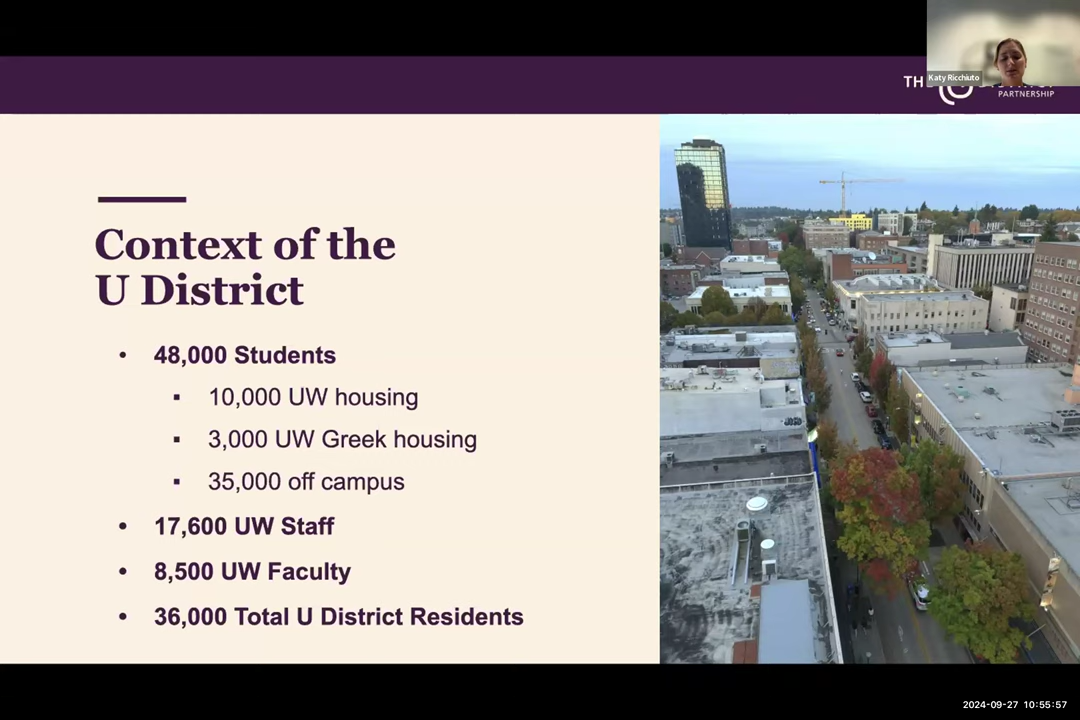 Katy Ricchiuto
TH
PARTNERSHIP
Context of the
U District
• 48,000 Students
▪ 10,000 UW housing
▪ 3,000 UW Greek housing
▪ 35,000 off campus
• 17,600 UW Staff
• 8,500 UW Faculty
• 36,000 Total U District Residents
2024-09-27 10:55:57